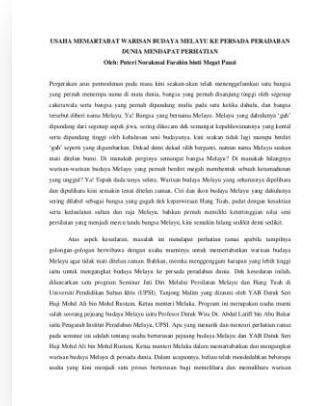 USAHA MEMARTABAT WARISAN BUDAYA MELAYU KE PERSADA PERADABAN
DUNIA MENDAPAT PERHATIAN
Oleh: Puteri Norakmal Farahin binti Megat Panai
Pergerakan arus permodenan pada masa kini seakan-akan telah menenggelamkan satu bangsa
yang pernah menempa nama di mata dunia, bangsa yang pernah disanjung tinggi oleh segenap
cakerawala serta bangsa yang pernah dipandang mulia pada satu ketika dahulu, dan bangsa
tersebut diberi nama Melayu. Ya! Bangsa yang bernama Melayu. Melayu yang dahulunya 'gah'
dipandang dari segenap aspek jiwa, sering dikecam dek semangat kepahlawanannya yang kental
serta dipandang tinggi oleh kehalusan seni budayanya, kini seakan tidak lagi mampu berdiri
'gah' seperti yang digembarkan. Dekad demi dekad silih berganti, namun nama Melayu seakan
mati ditelan bumi. Di manakah perginya semangat bangsa Melayu? Di manakah hilangnya
warisan-warisan budaya Melayu yang pernah berdiri megah membentuk sebuah ketamadunan
yang unggul? Ya! Tepuk dada tanya selera. Warisan budaya Melayu yang seharusnya dipelihara
dan dipulihara kini semakin tenat ditelan zaman. Ciri dan ikon budaya Melayu yang dahulunya
sering dilabel sebagai bangsa yang gagah dek keperwiraan Hang Tuah, padat dengan kesaktian
serta kedaulatan sultan dan raja Melayu, bahkan pernah memiliki ketertinggian nilai seni
persilatan yang menjadi mercu tanda bangsa Melayu, kini semakin hilang sedikit demi sedikit.
Atas aspek kesedaran, masalah ini mendapat perhatian ramai apabila tampilnya
golongan-golongan berwibawa dengan usaha murninya untuk memartabatkan warisan budaya
Melayu agar tidak mati ditelan zaman. Bahkan, mereka menggenggam harapan yang lebih tinggi
iaitu untuk mengangkat budaya Melayu ke persada peradaban dunia. Dek kesedaran inilah,
dilancarkan satu program Seminar Jati Diri Melalui Persilatan Melayu dan Hang Tuah di
Universiti Pendidikan Sultan Idris (UPSI), Tanjong Malim yang dirasmi oleh YAB Datuk Seri
Haji Mohd Ali bin Mohd Rustam, Ketua menteri Melaka. Program ini merupakan usaha murni
salah seorang pejuang budaya Melayu iaitu Profesor Datuk Wira Dr. Abdul Latiff bin Abu Bakar
iaitu Pengarah Institut Peradaban Melayu, UPSI. Apa yang menarik dan mencuri perhatian ramai
pada seminar ini adalah tentang usaha berterusan pejuang budaya Melayu dan YAB Datuk Seri
Haji Mohd Ali bin Mohd Rustam, Ketua menteri Melaka dalam memartabatkan dan mengangkat
warisan budaya Melayu di persada dunia. Dalam ucapannya, beliau telah mendedahkan beberapa
usaha yang kini menjadi satu proses berterusan bagi memelihara dan memulihara warisan